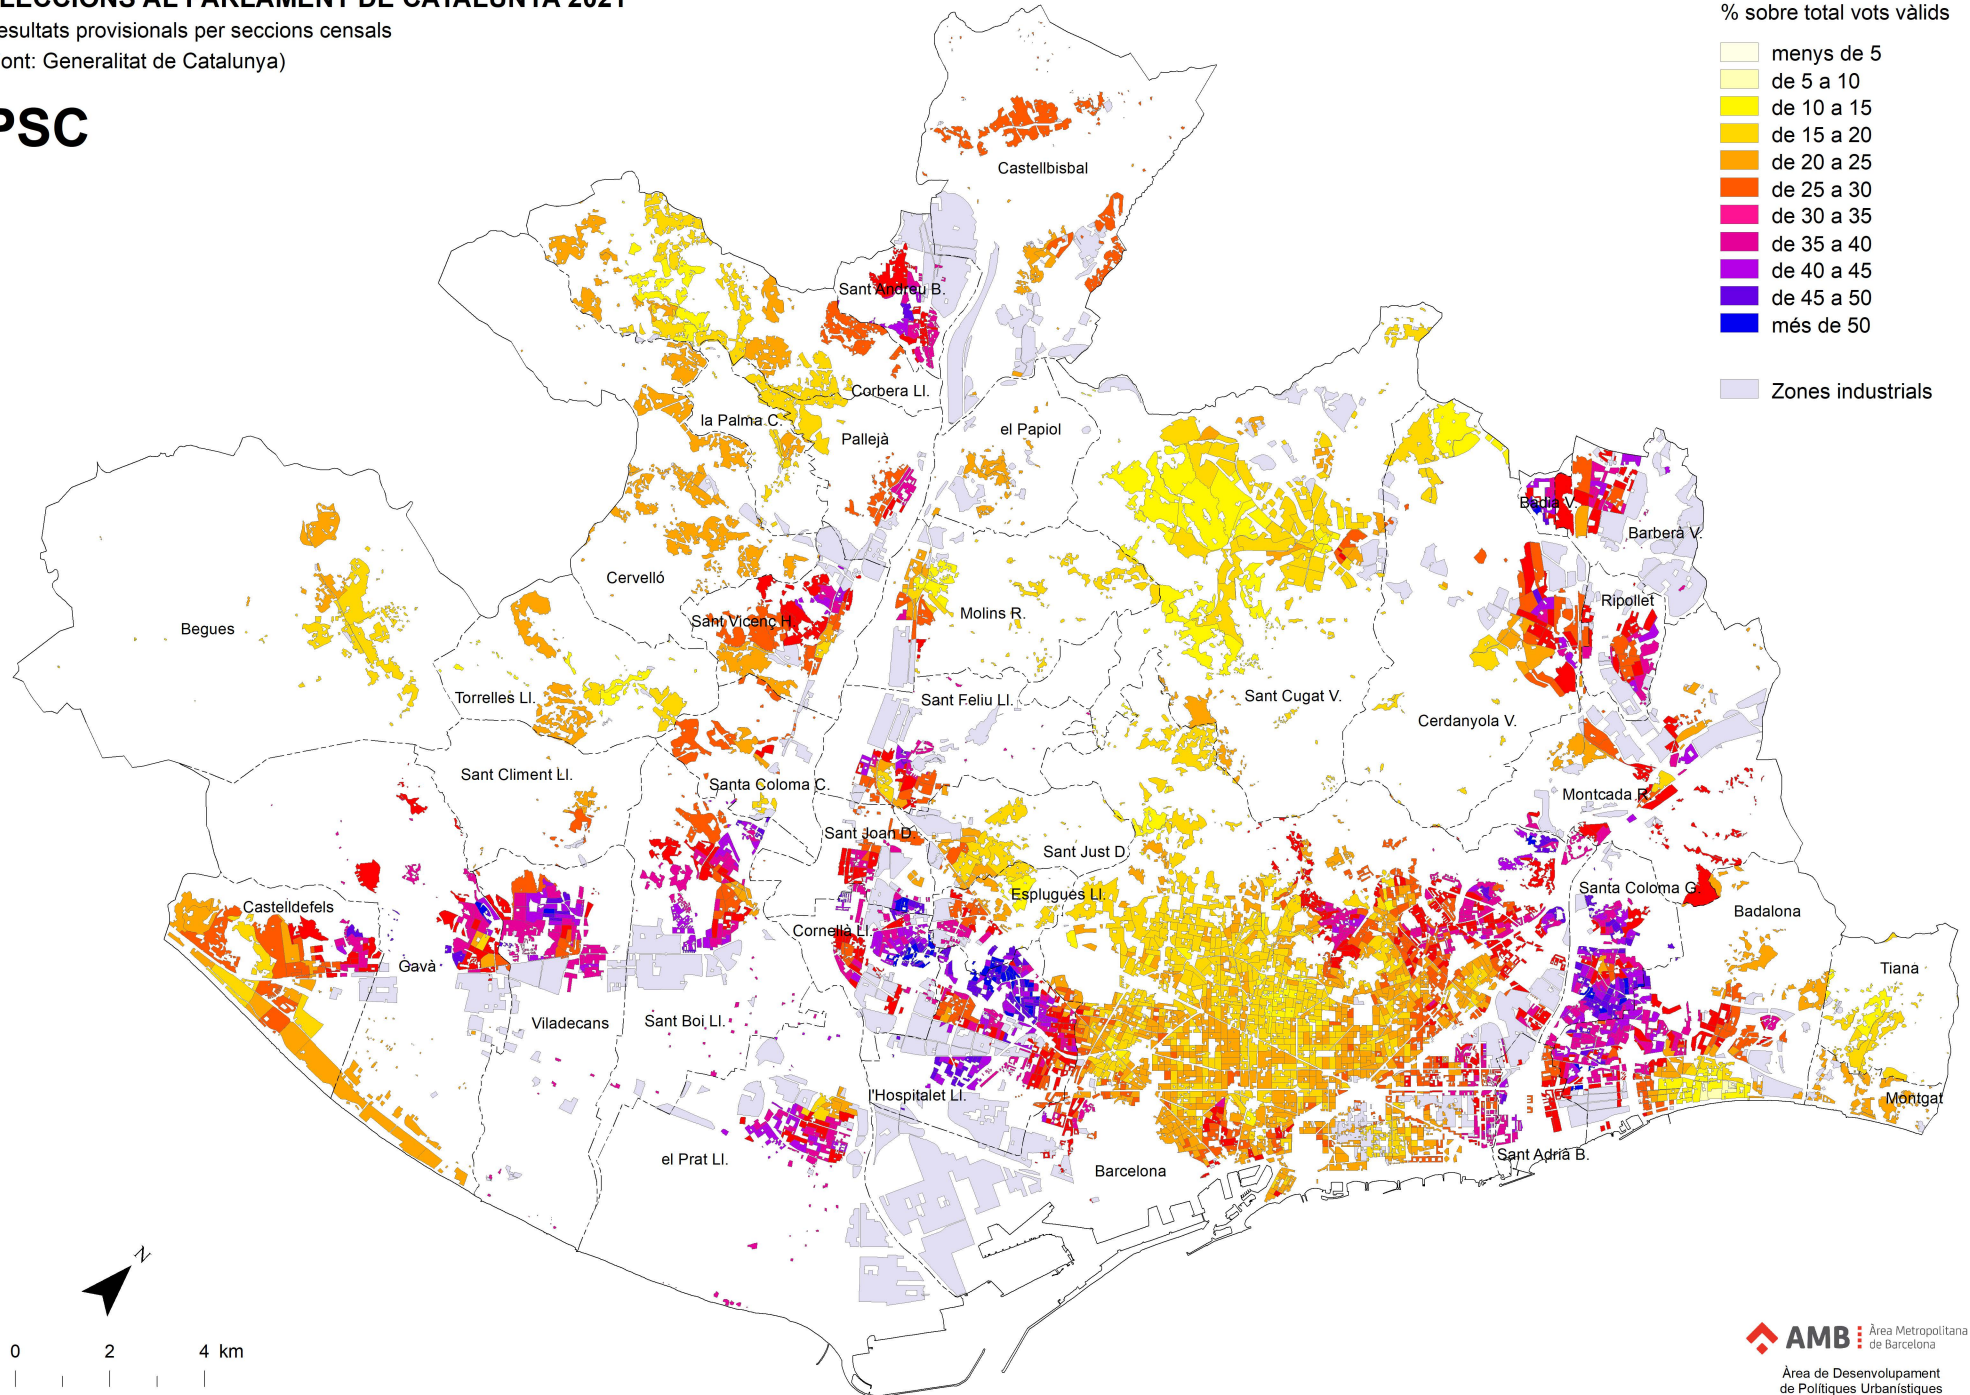 LECCIONS AL PARLAMENT DE CATALUNYA 2021
esultats provisionals per seccions censals
ont: Generalitat de Catalunya)
PSC
% sobre total vots vàlids
menys de 5
de 5 a 10
de 10 a 15
de 15 a 20
de 20 a 25
de 25 a 30
de 30 a 35
de 35 a 40
de 40 a 45
de 45 a 50
més de 50
Zones industrials
Castellbisbal
Sant Andreu B.
Corbera Ll.
la Palma C.
Pallejà
el Papiol
Badia V.
Barberà V.
Cervelló
Ripollet
Begues
Sant Vicenç H.
Molins R.
Torrelles Ll.
Sant Feliu Ll.
Sant Cugat V.
Cerdanyola V.
Sant Climent Ll.
Santa Coloma C.
Montcada R.
Sant Joan D.
Sant Just D.
Esplugues Ll.
Santa Coloma G.
Castelldefels
Badalona
Cornellà Ll.
Gavà
Tiana
Viladecans
Sant Boi Ll.
l'Hospitalet Ll.
Montgat
el Prat Ll.
Barcelona
Sant Adrià B.
N
0 2 4 km
AMB
Àrea Metropolitana
de Barcelona
Àrea de Desenvolupament
de Polítiques Urbanístiques